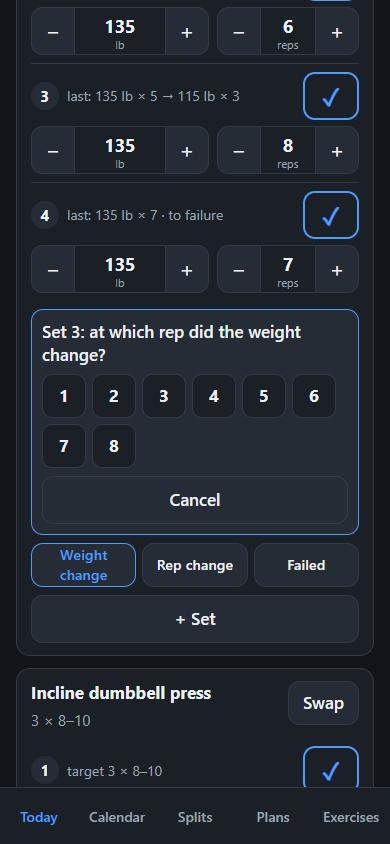 − 135 + − 6 +
lb reps
3 last: 135 lb × 5 → 115 lb × 3 ✓
− 135 + − 8 +
lb reps
4 last: 135 lb × 7 · to failure ✓
− 135 + − 7 +
lb reps
Set 3: at which rep did the weight
change?
1 2 3 4 5 6
7 8
Cancel
Weight
change
Rep change
Failed
+ Set
Incline dumbbell press
Swap
3 × 8–10
1 target 3 × 8–10 ✓
Today Calendar Splits Plans Exercises